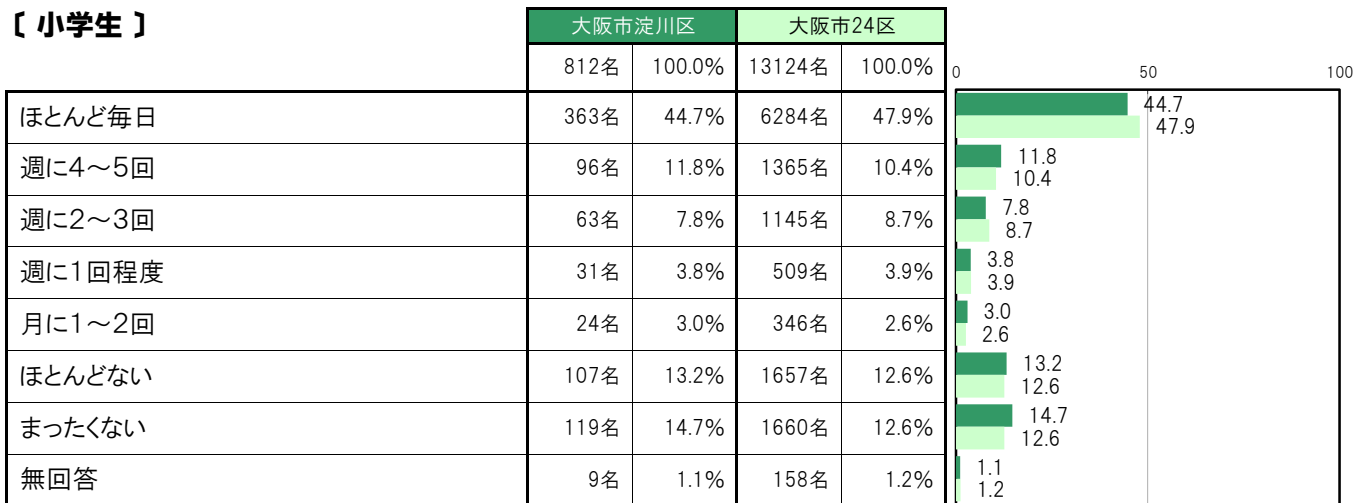 〔 小学生 〕
大阪市淀川区 大阪市24区
812名 100.0% 13124名 100.0% 0 50 100
ほとんど毎日 363名 44.7% 6284名 47.9% 44.7
47.9
週に4～5回 96名 11.8% 1365名 10.4% 11.8
10.4
週に2～3回 63名 7.8% 1145名 8.7% 7.8
8.7
週に1回程度 31名 3.8% 509名 3.9% 3.8
3.9
月に1～2回 24名 3.0% 346名 2.6% 3.0
2.6
ほとんどない 107名 13.2% 1657名 12.6% 13.2
12.6
まったくない 119名 14.7% 1660名 12.6% 14.7
12.6
無回答 9名 1.1% 158名 1.2% 1.1
1.2